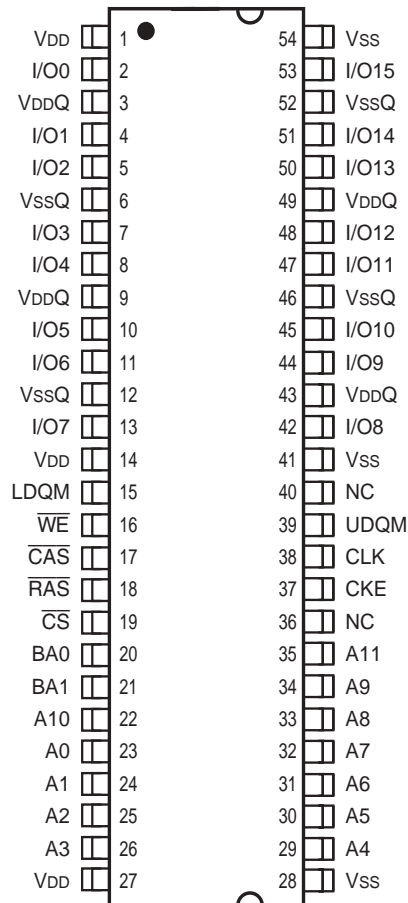 VDD 1 54 VSS
I/O0 2 53 I/O15
VDDQ 3 52 VSSQ
I/O1 4 51 I/O14
I/O2 5 50 I/O13
VSSQ 6 49 VDDQ
I/O3 7 48 I/O12
I/O4 8 47 I/O11
VDDQ 9 46 VSSQ
I/O5 10 45 I/O10
I/O6 11 44 I/O9
VSSQ 12 43 VDDQ
I/O7 13 42 I/O8
VDD 14 41 VSS
LDQM 15 40 NC
W̅E̅ 16 39 UDQM
C̅A̅S̅ 17 38 CLK
R̅A̅S̅ 18 37 CKE
C̅S̅ 19 36 NC
BA0 20 35 A11
BA1 21 34 A9
A10 22 33 A8
A0 23 32 A7
A1 24 31 A6
A2 25 30 A5
A3 26 29 A4
VDD 27 28 VSS